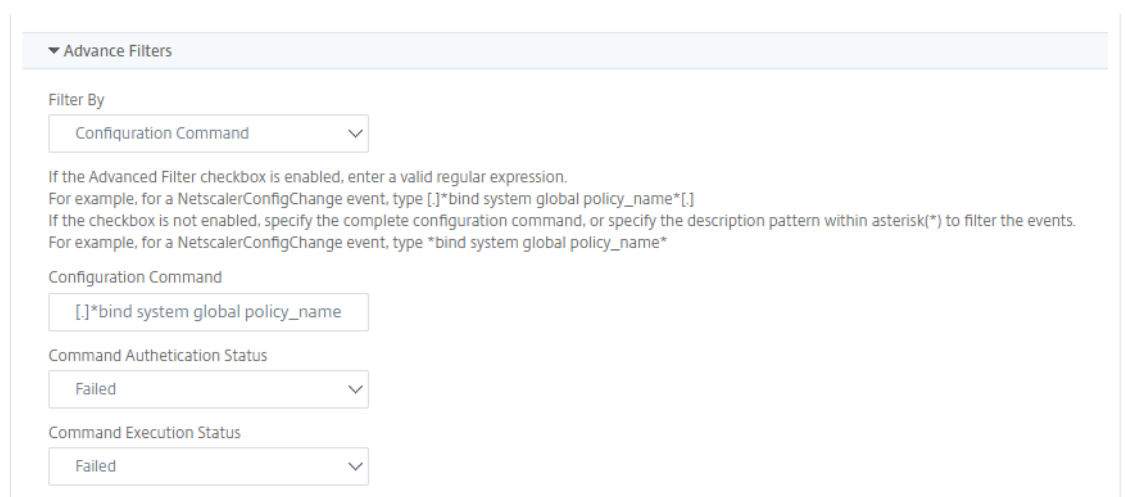 Advance Filters
Filter By
Configuration Command
If the Advanced Filter checkbox is enabled, enter a valid regular expression.
For example, for a NetscalerConfigChange event, type [.]*bind system global policy_name*[.]
If the checkbox is not enabled, specify the complete configuration command, or specify the description pattern within asterisk(*) to filter the events.
For example, for a NetscalerConfigChange event, type *bind system global policy_name*
Configuration Command
[.]*bind system global policy_name
Command Authetication Status
Failed
Command Execution Status
Failed